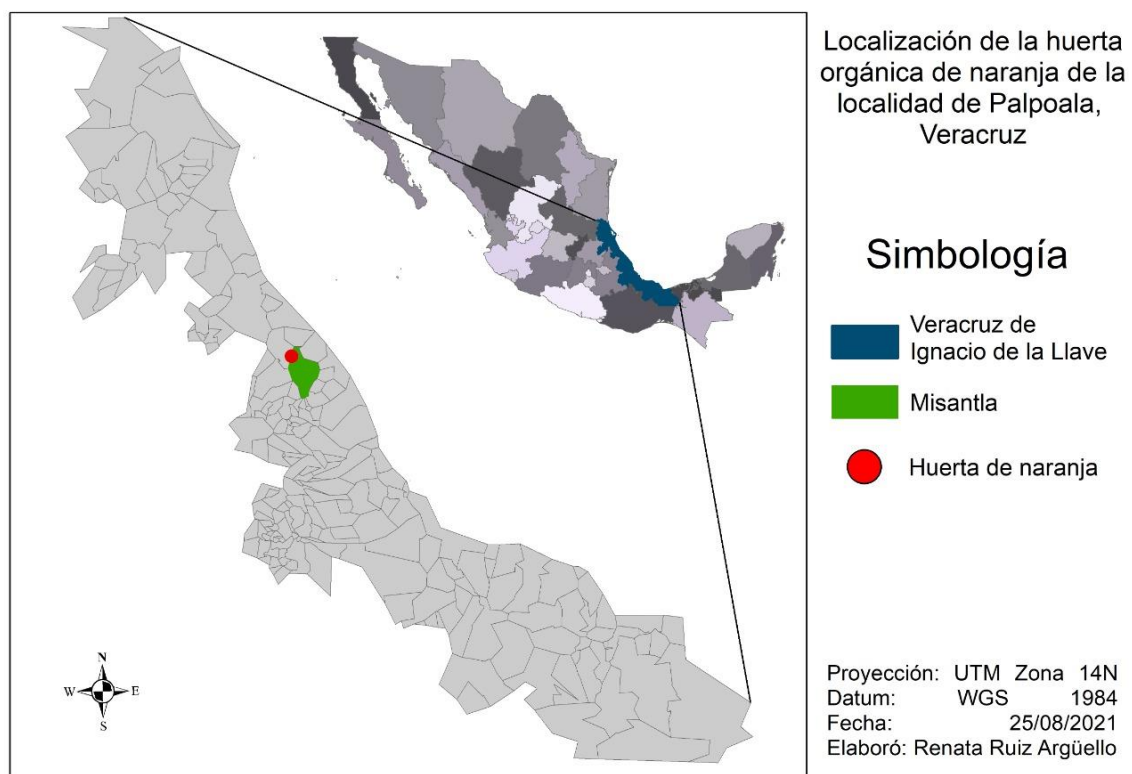 Localización de la huerta
orgánica de naranja de la
localidad de Palpoala,
Veracruz
Simbología
Veracruz de
Ignacio de la Llave
Misantla
Huerta de naranja
N
W E
S
Proyección: UTM Zona 14N
Datum: WGS 1984
Fecha: 25/08/2021
Elaboró: Renata Ruiz Argüello